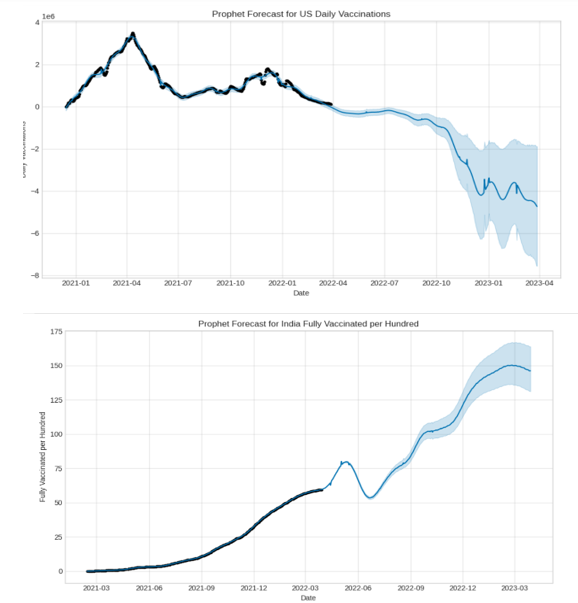 Prophet Forecast for US Daily Vaccinations
1e6
4
2
0
−2
−4
−6
−8
2021-01 2021-04 2021-07 2021-10 2022-01 2022-04 2022-07 2022-10 2023-01 2023-04
Date
Prophet Forecast for India Fully Vaccinated per Hundred
Fully Vaccinated per Hundred
175
150
125
100
75
50
25
0
2021-03 2021-06 2021-09 2021-12 2022-03 2022-06 2022-09 2022-12 2023-03
Date